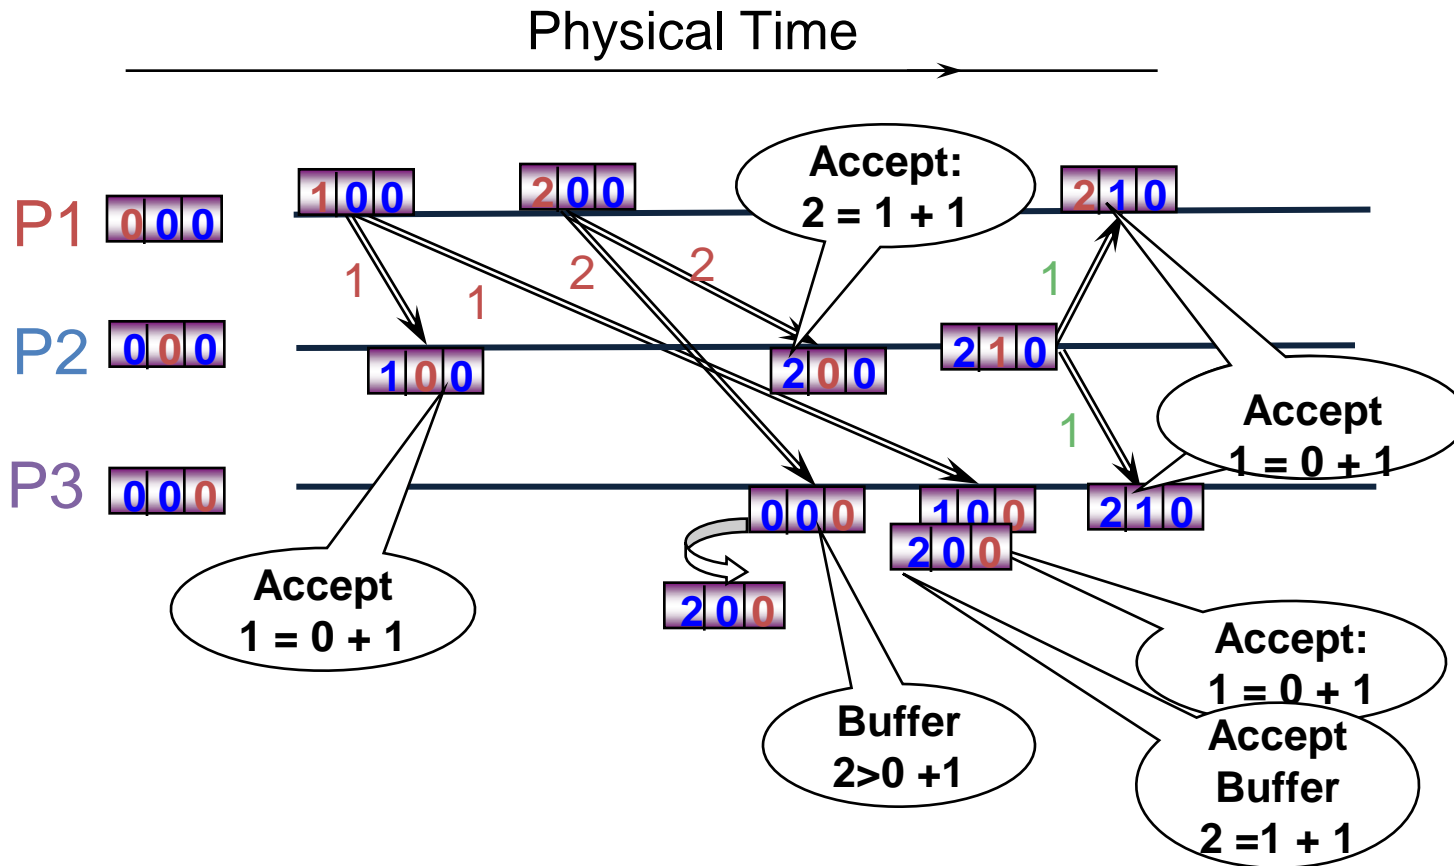 Physical Time
P1
0 0 0
1 0 0
2 0 0
Accept:
2 = 1 + 1
2 1 0
1
1
2
2
1
P2
0 0 0
1 0 0
2 0 0
2 1 0
1
Accept
1 = 0 + 1
P3
0 0 0
0 0 0
1 0 0
2 0 0
2 1 0
2 0 0
Accept
1 = 0 + 1
Buffer
2>0 +1
Accept:
1 = 0 + 1
Accept
Buffer
2 =1 + 1